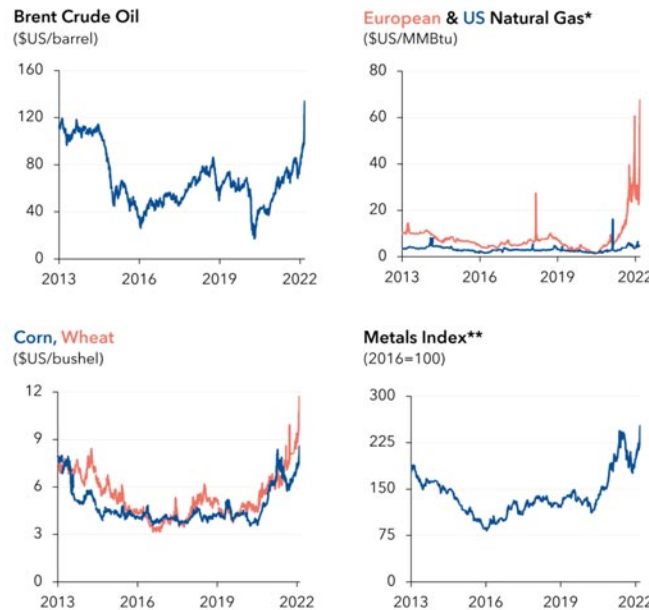 Brent Crude Oil
($US/barrel)
160
120
80
40
0
2013 2016 2019 2022
European & US Natural Gas*
($US/MMBtu)
80
60
40
20
0
2013 2016 2019 2022
Corn, Wheat
($US/bushel)
12
9
6
3
0
2013 2016 2019 2022
Metals Index**
(2016=100)
300
225
150
75
0
2013 2016 2019 2022